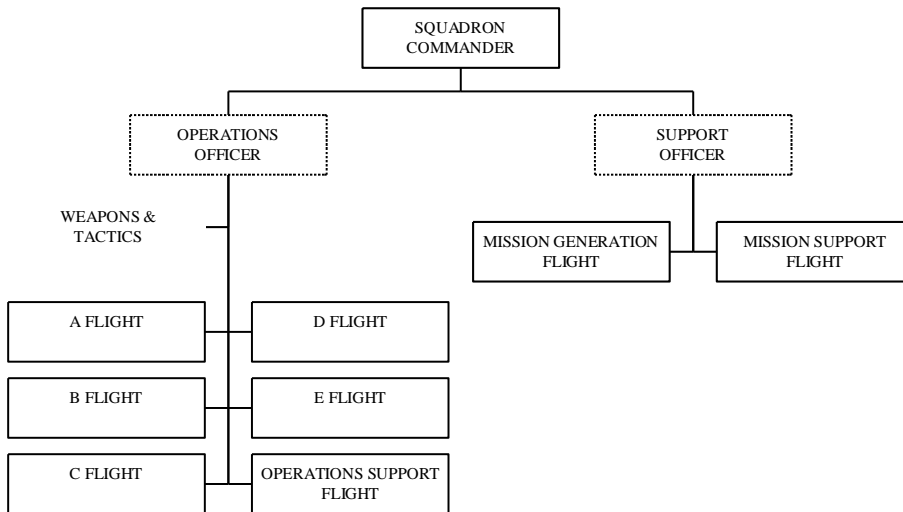 SQUADRON
COMMANDER
OPERATIONS
OFFICER
SUPPORT
OFFICER
WEAPONS &
TACTICS
MISSION GENERATION
FLIGHT
MISSION SUPPORT
FLIGHT
A FLIGHT
D FLIGHT
B FLIGHT
E FLIGHT
C FLIGHT
OPERATIONS SUPPORT
FLIGHT